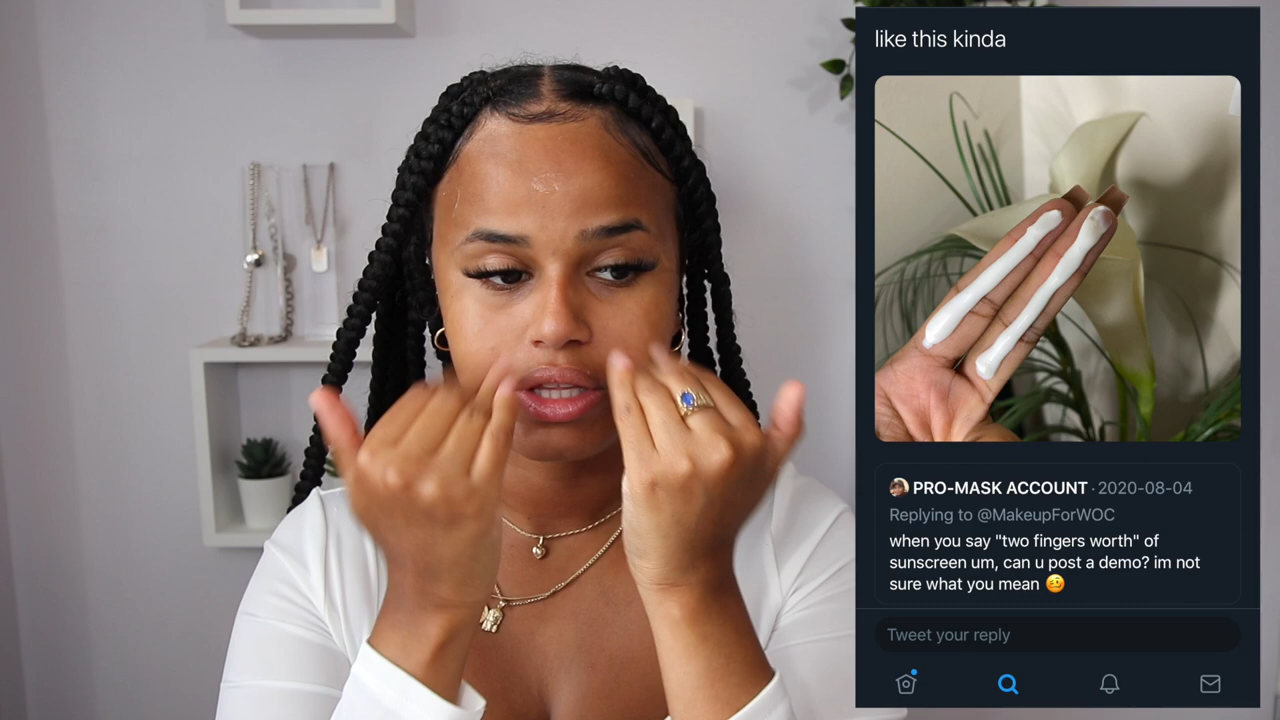 like this kinda
PRO-MASK ACCOUNT · 2020-08-04
Replying to @MakeupForWOC
when you say "two fingers worth" of
sunscreen um, can u post a demo? im not
sure what you mean 🥴
Tweet your reply